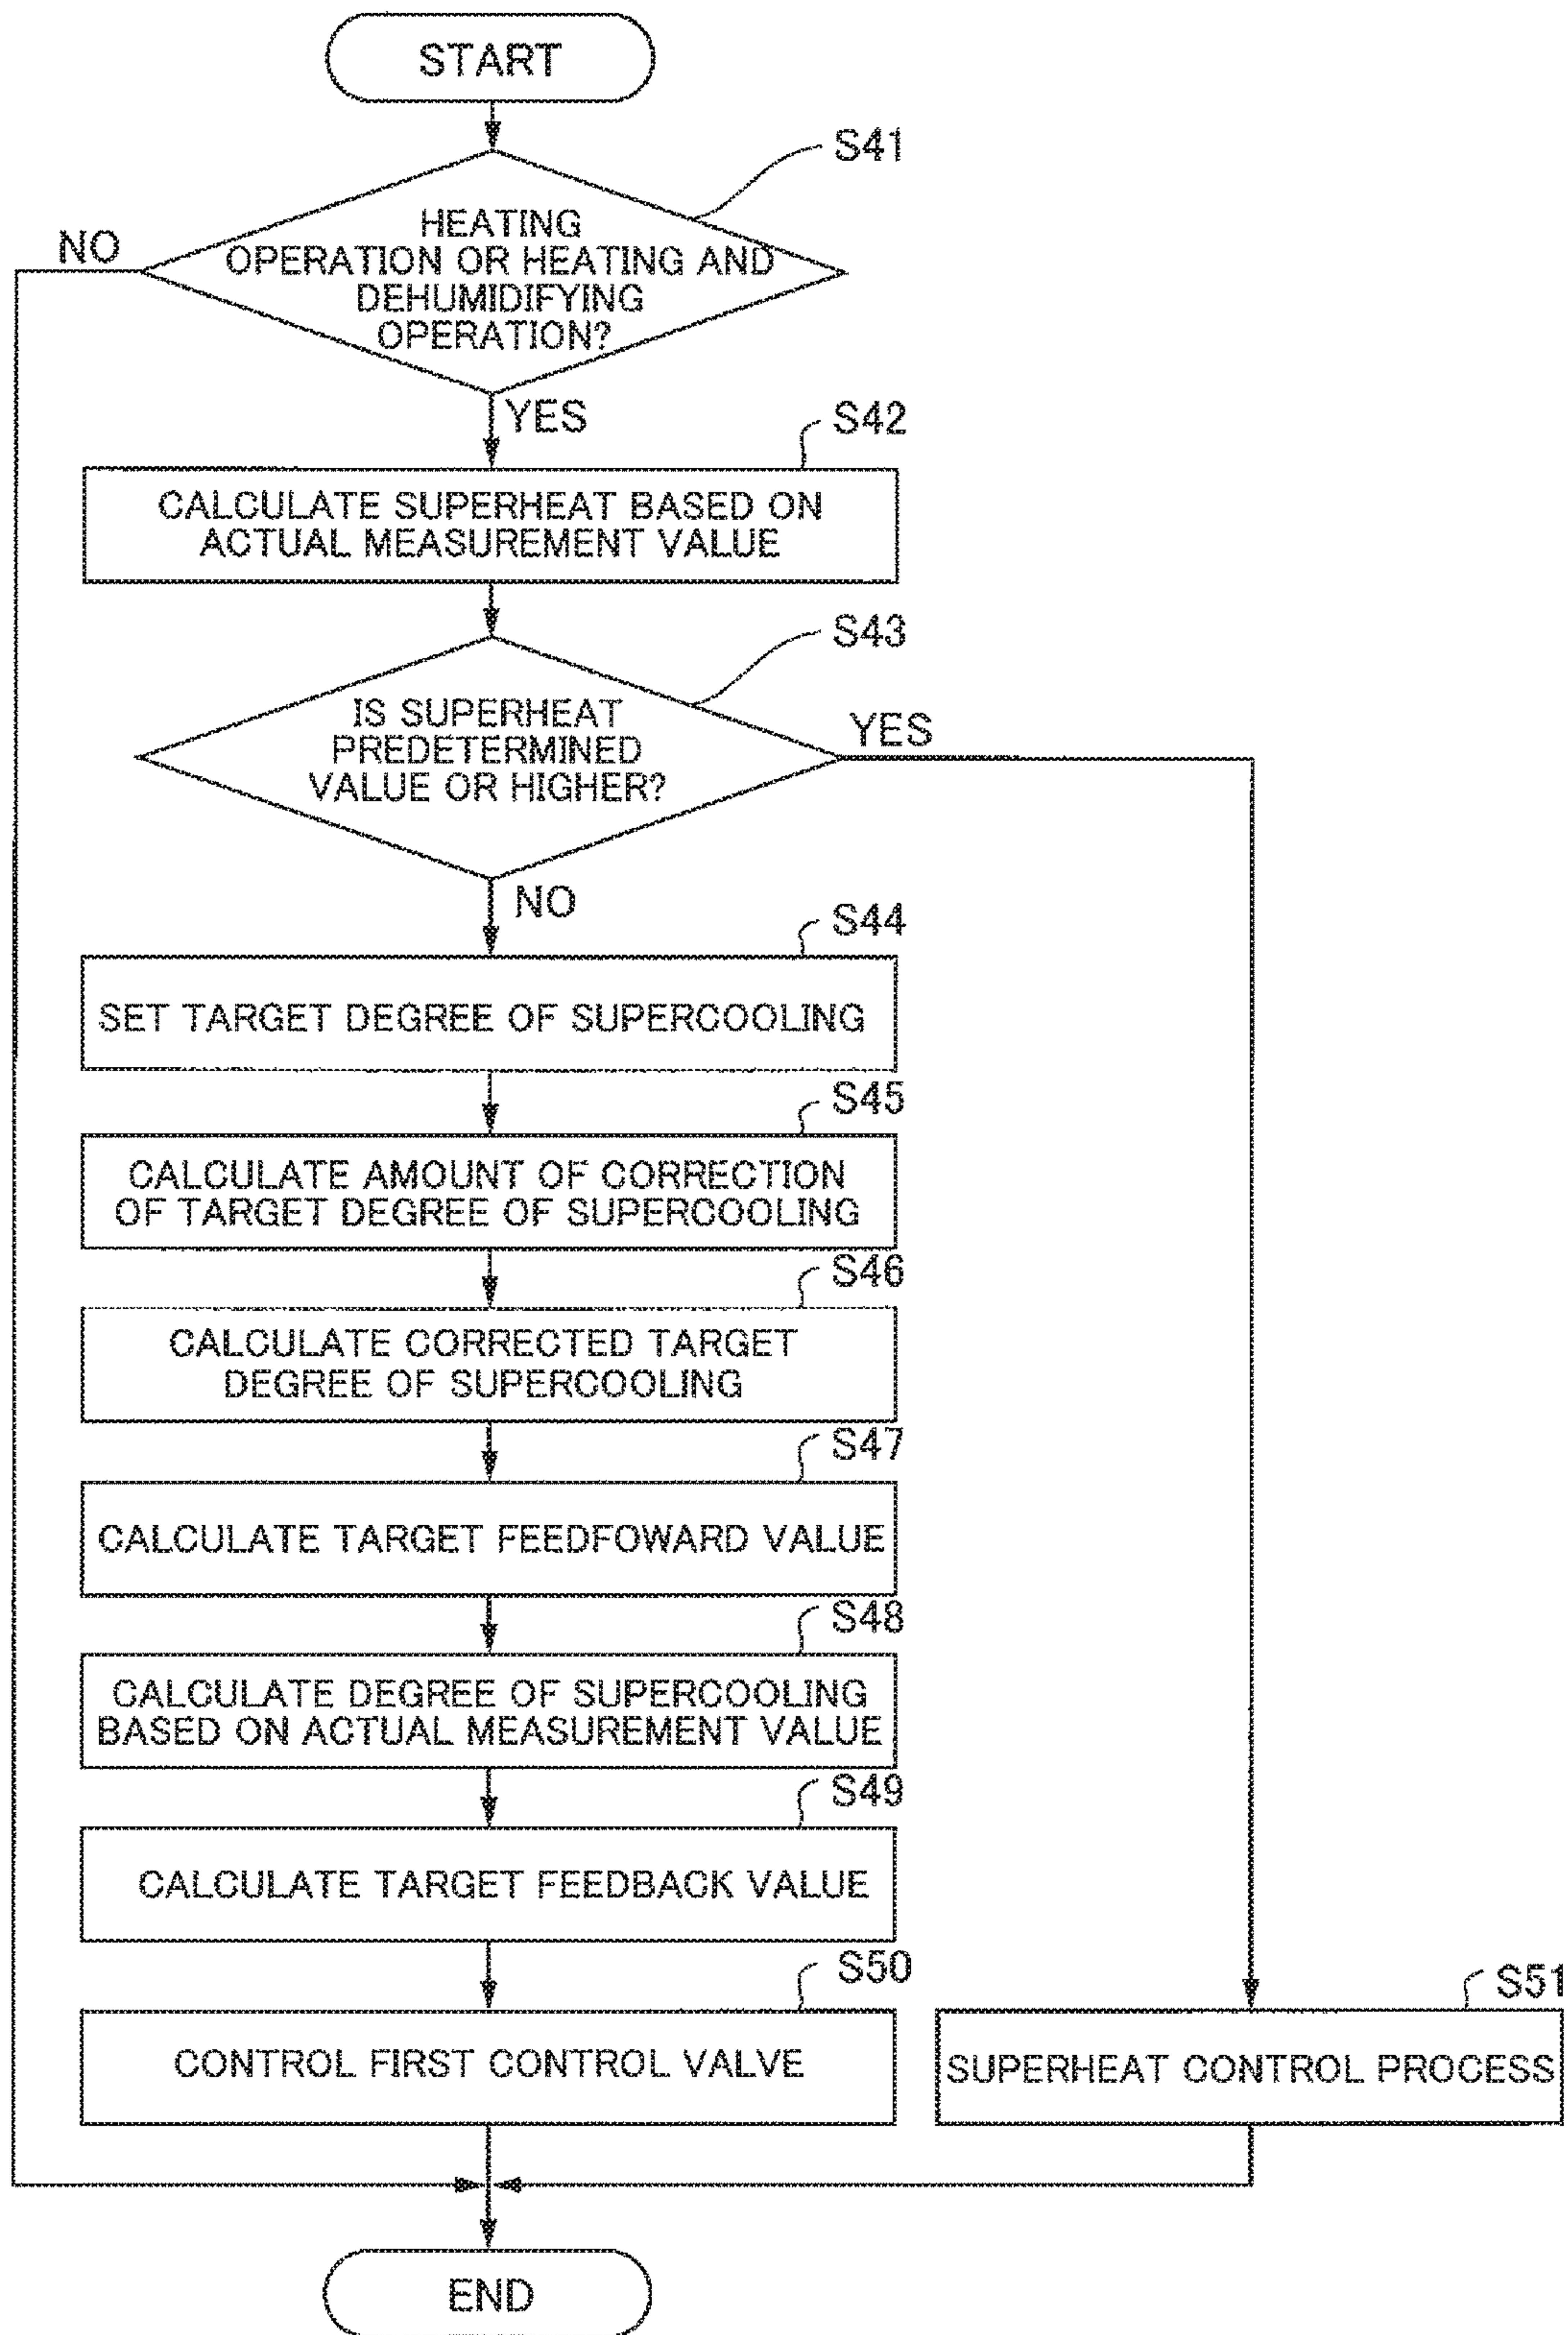 START
S41
HEATING
OPERATION OR HEATING AND
DEHUMIDIFYING
OPERATION?
NO
YES
S42
CALCULATE SUPERHEAT BASED ON
ACTUAL MEASUREMENT VALUE
S43
IS SUPERHEAT
PREDETERMINED
VALUE OR HIGHER?
YES
NO
S44
SET TARGET DEGREE OF SUPERCOOLING
S45
CALCULATE AMOUNT OF CORRECTION
OF TARGET DEGREE OF SUPERCOOLING
S46
CALCULATE CORRECTED TARGET
DEGREE OF SUPERCOOLING
S47
CALCULATE TARGET FEEDFOWARD VALUE
S48
CALCULATE DEGREE OF SUPERCOOLING
BASED ON ACTUAL MEASUREMENT VALUE
S49
CALCULATE TARGET FEEDBACK VALUE
S50
CONTROL FIRST CONTROL VALVE
S51
SUPERHEAT CONTROL PROCESS
END